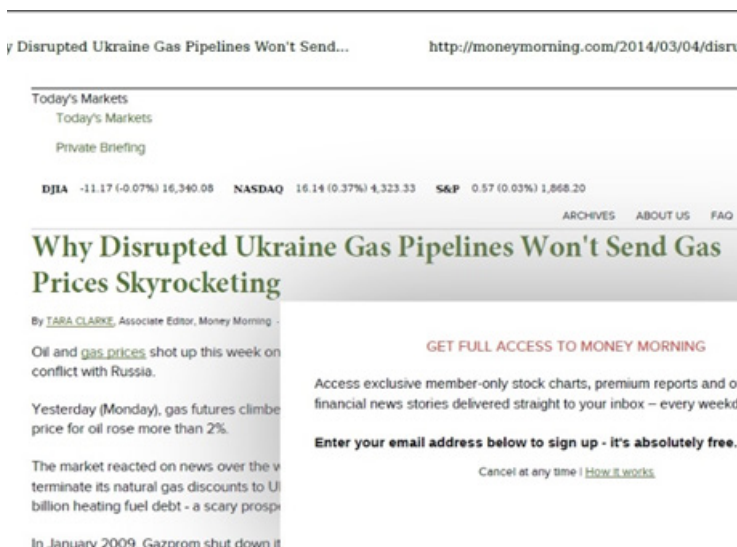 y Disrupted Ukraine Gas Pipelines Won't Send... http://moneymorning.com/2014/03/04/disru
Today's Markets
Today's Markets
Private Briefing
DJIA -11.17 (-0.07%) 16,340.08 NASDAQ 16.14 (0.37%) 4,323.33 S&P 0.57 (0.03%) 1,868.20
ARCHIVES ABOUT US FAQ
Why Disrupted Ukraine Gas Pipelines Won't Send Gas
Prices Skyrocketing
By TARA CLARKE, Associate Editor, Money Morning -
Oil and gas prices shot up this week on
conflict with Russia.
Yesterday (Monday), gas futures climbe
price for oil rose more than 2%.
The market reacted on news over the w
terminate its natural gas discounts to U
billion heating fuel debt - a scary prosp
In January 2009, Gazprom shut down it
GET FULL ACCESS TO MONEY MORNING
Access exclusive member-only stock charts, premium reports and o
financial news stories delivered straight to your inbox – every weekd
Enter your email address below to sign up - it's absolutely free.
Cancel at any time | How it works